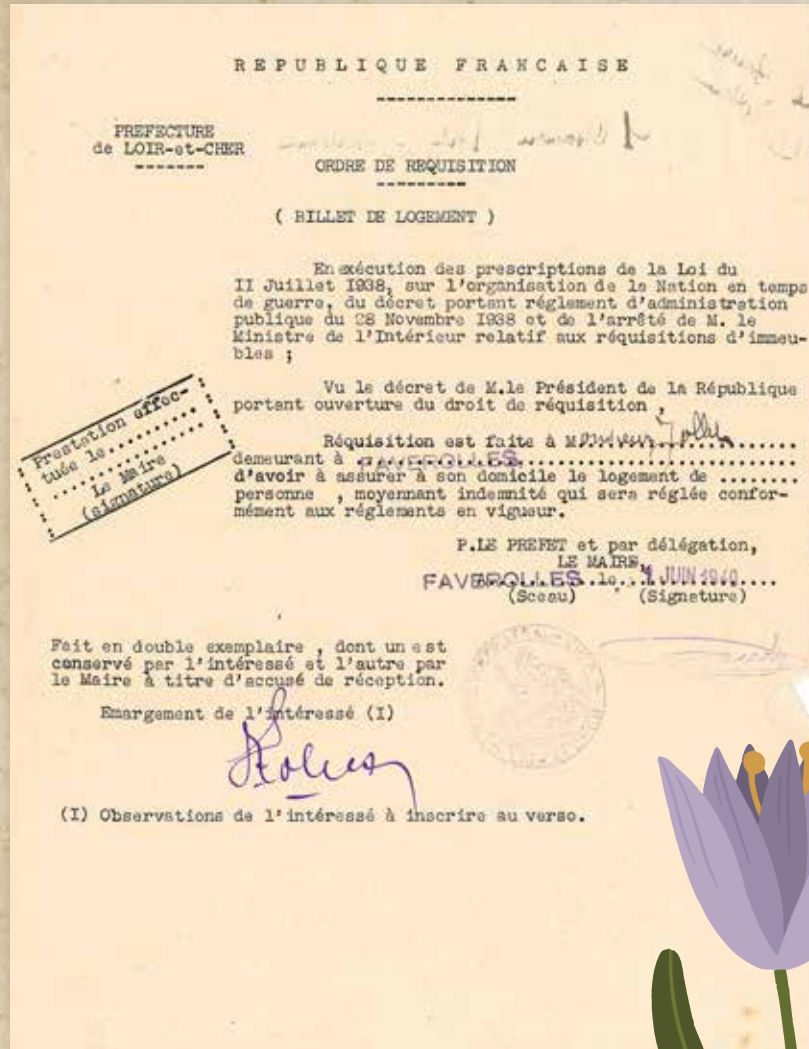 REPUBLIQUE FRANCAISE
PREFECTURE
de LOIR-et-CHER
ORDRE DE REQUISITION
( BILLET DE LOGEMENT )
En exécution des prescriptions de la Loi du
II Juillet I938, sur l'organisation de la Nation en temps
de guerre, du décret portant réglement d'administration
publique du 28 Novembre I938 et de l'arrêté de M. le
Ministre de l'Intérieur relatif aux réquisitions d'immeu-
bles ;
Vu le décret de M.le Président de la République
portant ouverture du droit de réquisition ,
Prestation effec-
tuée le..........
...............
Le Maire
(signature)
Réquisition est faite à Monsieur ..........
demeurant à FAVEROLLES..............................
d'avoir à assurer à son domicile le logement de ........
personne , moyennant indemnité qui sera réglée confor-
mément aux réglements en vigueur.
P.LE PREFET et par délégation,
LE MAIRE,
FAVEROLLES..le..1 JUIN 1940....
(Sceau) (Signature)
Fait en double exemplaire , dont un est
conservé par l'intéressé et l'autre par
le Maire à titre d'accusé de réception.
Emargement de l'intéressé (I)
(I) Observations de l'intéressé à inscrire au verso.